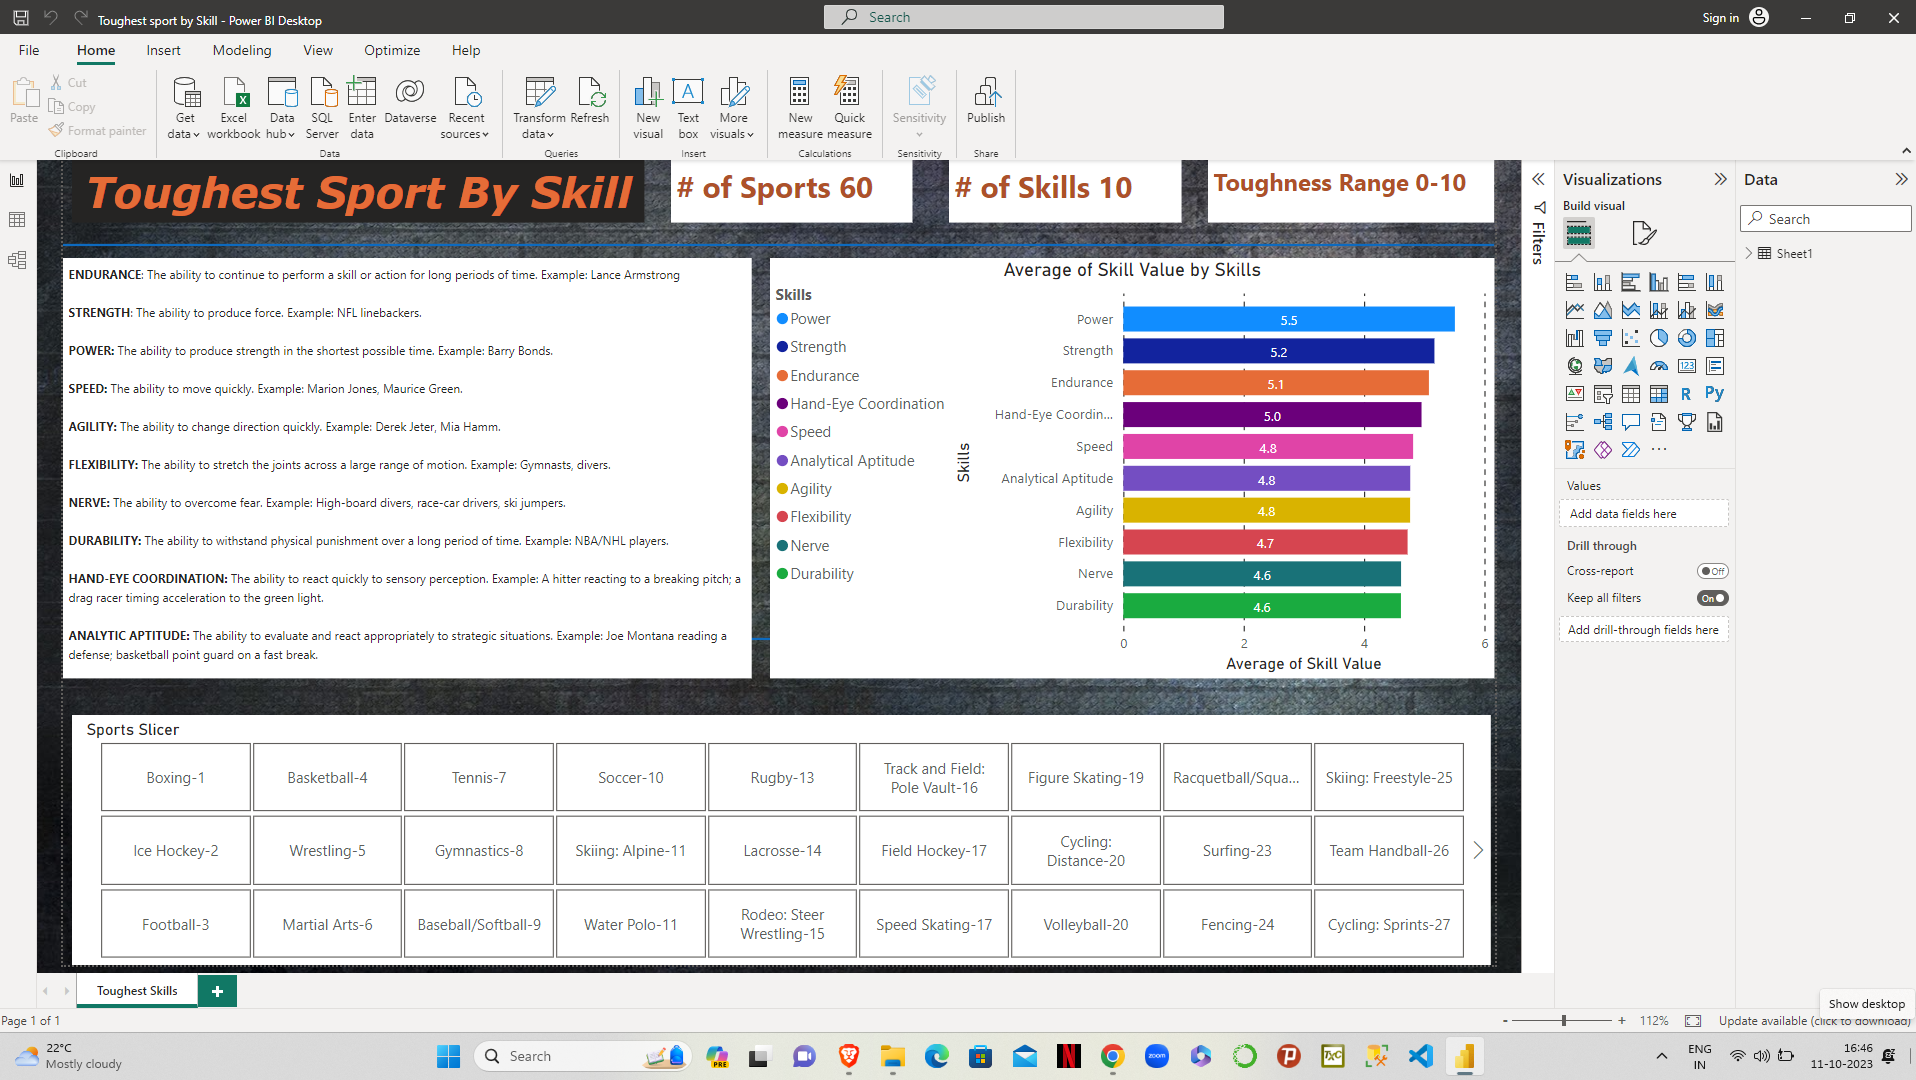 Toughest sport by Skill - Power BI Desktop
Search
Sign in
File
Home
Insert
Modeling
View
Optimize
Help
Paste
Cut
Copy
Format painter
Clipboard
Get data
Excel workbook
Data hub
SQL Server
Enter data
Dataverse
Recent sources
Data
Transform data
Refresh
Queries
New visual
Text box
More visuals
Insert
New measure
Quick measure
Calculations
Sensitivity
Sensitivity
Publish
Share
Toughest Sport By Skill
# of Sports 60
# of Skills 10
Toughness Range 0-10
ENDURANCE: The ability to continue to perform a skill or action for long periods of time. Example: Lance Armstrong
STRENGTH: The ability to produce force. Example: NFL linebackers.
POWER: The ability to produce strength in the shortest possible time. Example: Barry Bonds.
SPEED: The ability to move quickly. Example: Marion Jones, Maurice Green.
AGILITY: The ability to change direction quickly. Example: Derek Jeter, Mia Hamm.
FLEXIBILITY: The ability to stretch the joints across a large range of motion. Example: Gymnasts, divers.
NERVE: The ability to overcome fear. Example: High-board divers, race-car drivers, ski jumpers.
DURABILITY: The ability to withstand physical punishment over a long period of time. Example: NBA/NHL players.
HAND-EYE COORDINATION: The ability to react quickly to sensory perception. Example: A hitter reacting to a breaking pitch; a
drag racer timing acceleration to the green light.
ANALYTIC APTITUDE: The ability to evaluate and react appropriately to strategic situations. Example: Joe Montana reading a
defense; basketball point guard on a fast break.
Average of Skill Value by Skills
Skills
Power
Strength
Endurance
Hand-Eye Coordination
Speed
Analytical Aptitude
Agility
Flexibility
Nerve
Durability
Skills
Power 5.5
Strength 5.2
Endurance 5.1
Hand-Eye Coordin... 5.0
Speed 4.8
Analytical Aptitude 4.8
Agility 4.8
Flexibility 4.7
Nerve 4.6
Durability 4.6
0 2 4 6
Average of Skill Value
Sports Slicer
Boxing-1
Basketball-4
Tennis-7
Soccer-10
Rugby-13
Track and Field:
Pole Vault-16
Figure Skating-19
Racquetball/Squa...
Skiing: Freestyle-25
Ice Hockey-2
Wrestling-5
Gymnastics-8
Skiing: Alpine-11
Lacrosse-14
Field Hockey-17
Cycling:
Distance-20
Surfing-23
Team Handball-26
Football-3
Martial Arts-6
Baseball/Softball-9
Water Polo-11
Rodeo: Steer
Wrestling-15
Speed Skating-17
Volleyball-20
Fencing-24
Cycling: Sprints-27
Filters
Visualizations
Build visual
123
R
Py
Values
Add data fields here
Drill through
Cross-report
Off
Keep all filters
On
Add drill-through fields here
Data
Search
Sheet1
Toughest Skills
Page 1 of 1
112%
Show desktop
Update available (click to download)
22°C
Mostly cloudy
Search
PRE
zoom
TXC
ENG
IN
16:46
11-10-2023